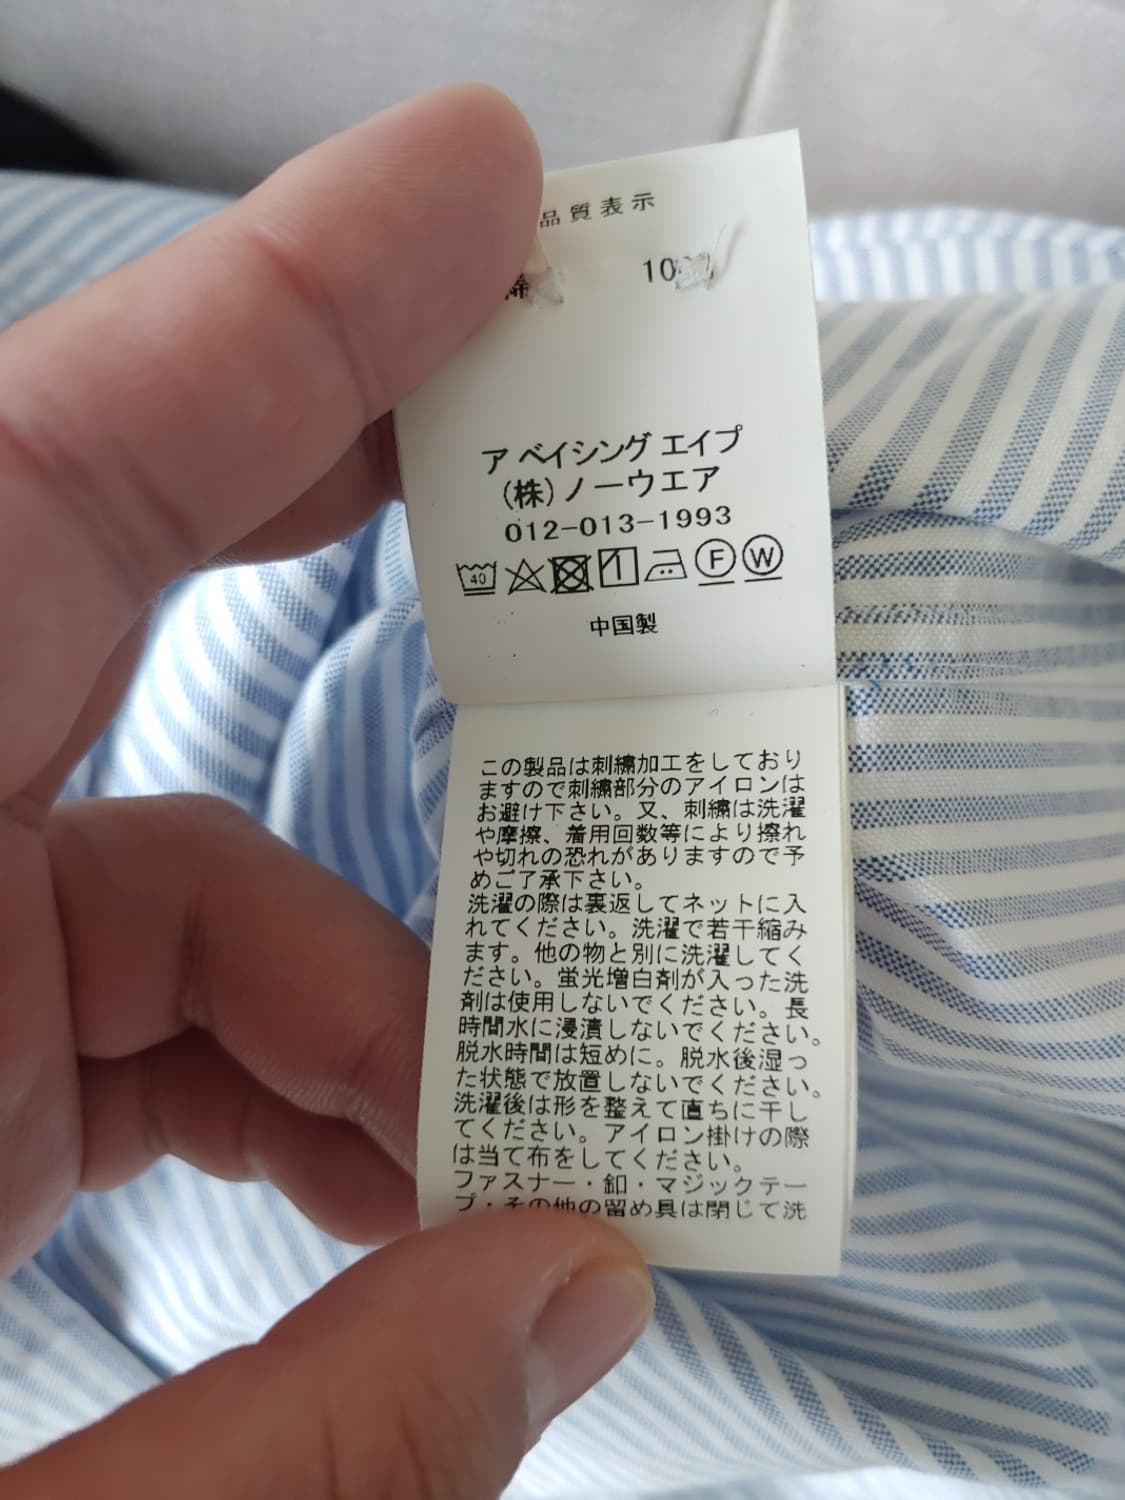 品質表示
綿 10
ア ベイシング エイプ
(株)ノーウエア
012-013-1993
40 F W
中国製
この製品は刺繍加工をしており
ますので刺繍部分のアイロンは
お避け下さい。又、刺繍は洗濯
や摩擦、着用回数等により擦れ
や切れの恐れがありますので予
めご了承下さい。
洗濯の際は裏返してネットに入
れてください。洗濯で若干縮み
ます。他の物と別に洗濯してく
ださい。蛍光増白剤が入った洗
剤は使用しないでください。長
時間水に浸漬しないでください。
脱水時間は短めに。脱水後湿っ
た状態で放置しないでください。
洗濯後は形を整えて直ちに干し
てください。アイロン掛けの際
は当て布をしてください。
ファスナー・釦・マジックテー
プ・その他の留め具は閉じて洗